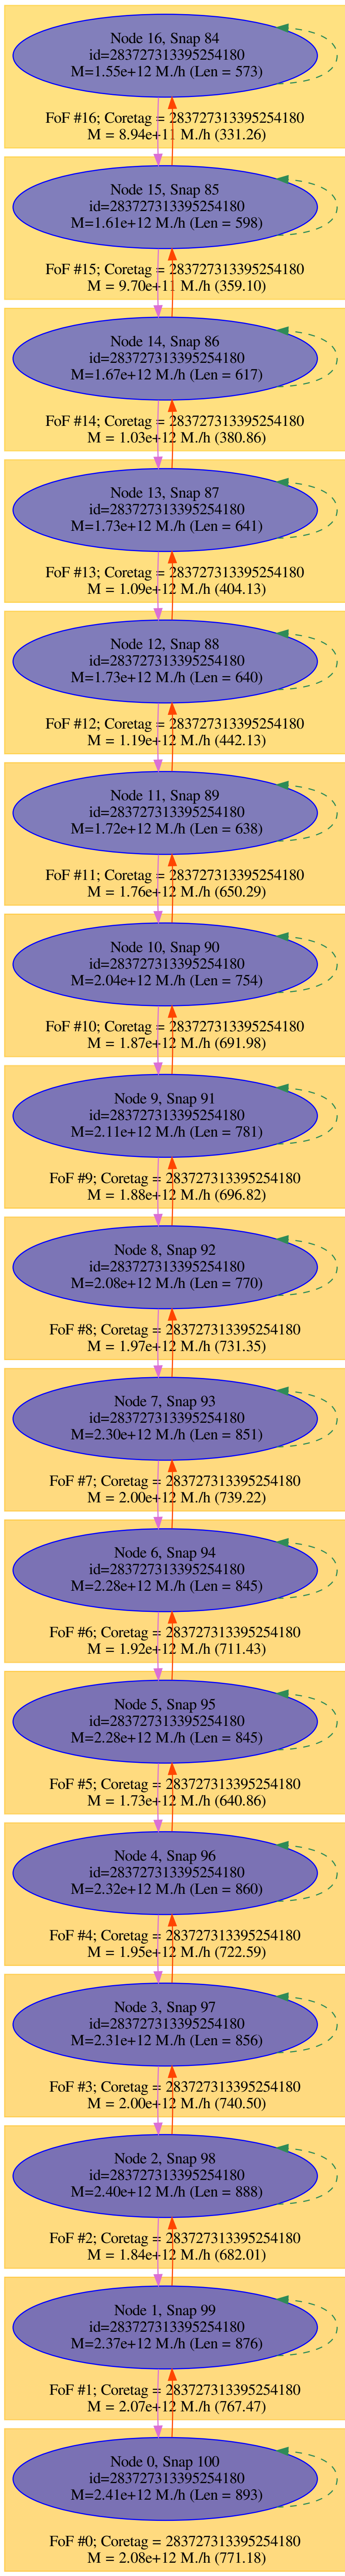 Node 16, Snap 84
id=283727313395254180
M=1.55e+12 M./h (Len = 573)
FoF #16; Coretag = 283727313395254180
M = 8.94e+11 M./h (331.26)
Node 15, Snap 85
id=283727313395254180
M=1.61e+12 M./h (Len = 598)
FoF #15; Coretag = 283727313395254180
M = 9.70e+11 M./h (359.10)
Node 14, Snap 86
id=283727313395254180
M=1.67e+12 M./h (Len = 617)
FoF #14; Coretag = 283727313395254180
M = 1.03e+12 M./h (380.86)
Node 13, Snap 87
id=283727313395254180
M=1.73e+12 M./h (Len = 641)
FoF #13; Coretag = 283727313395254180
M = 1.09e+12 M./h (404.13)
Node 12, Snap 88
id=283727313395254180
M=1.73e+12 M./h (Len = 640)
FoF #12; Coretag = 283727313395254180
M = 1.19e+12 M./h (442.13)
Node 11, Snap 89
id=283727313395254180
M=1.72e+12 M./h (Len = 638)
FoF #11; Coretag = 283727313395254180
M = 1.76e+12 M./h (650.29)
Node 10, Snap 90
id=283727313395254180
M=2.04e+12 M./h (Len = 754)
FoF #10; Coretag = 283727313395254180
M = 1.87e+12 M./h (691.98)
Node 9, Snap 91
id=283727313395254180
M=2.11e+12 M./h (Len = 781)
FoF #9; Coretag = 283727313395254180
M = 1.88e+12 M./h (696.82)
Node 8, Snap 92
id=283727313395254180
M=2.08e+12 M./h (Len = 770)
FoF #8; Coretag = 283727313395254180
M = 1.97e+12 M./h (731.35)
Node 7, Snap 93
id=283727313395254180
M=2.30e+12 M./h (Len = 851)
FoF #7; Coretag = 283727313395254180
M = 2.00e+12 M./h (739.22)
Node 6, Snap 94
id=283727313395254180
M=2.28e+12 M./h (Len = 845)
FoF #6; Coretag = 283727313395254180
M = 1.92e+12 M./h (711.43)
Node 5, Snap 95
id=283727313395254180
M=2.28e+12 M./h (Len = 845)
FoF #5; Coretag = 283727313395254180
M = 1.73e+12 M./h (640.86)
Node 4, Snap 96
id=283727313395254180
M=2.32e+12 M./h (Len = 860)
FoF #4; Coretag = 283727313395254180
M = 1.95e+12 M./h (722.59)
Node 3, Snap 97
id=283727313395254180
M=2.31e+12 M./h (Len = 856)
FoF #3; Coretag = 283727313395254180
M = 2.00e+12 M./h (740.50)
Node 2, Snap 98
id=283727313395254180
M=2.40e+12 M./h (Len = 888)
FoF #2; Coretag = 283727313395254180
M = 1.84e+12 M./h (682.01)
Node 1, Snap 99
id=283727313395254180
M=2.37e+12 M./h (Len = 876)
FoF #1; Coretag = 283727313395254180
M = 2.07e+12 M./h (767.47)
Node 0, Snap 100
id=283727313395254180
M=2.41e+12 M./h (Len = 893)
FoF #0; Coretag = 283727313395254180
M = 2.08e+12 M./h (771.18)